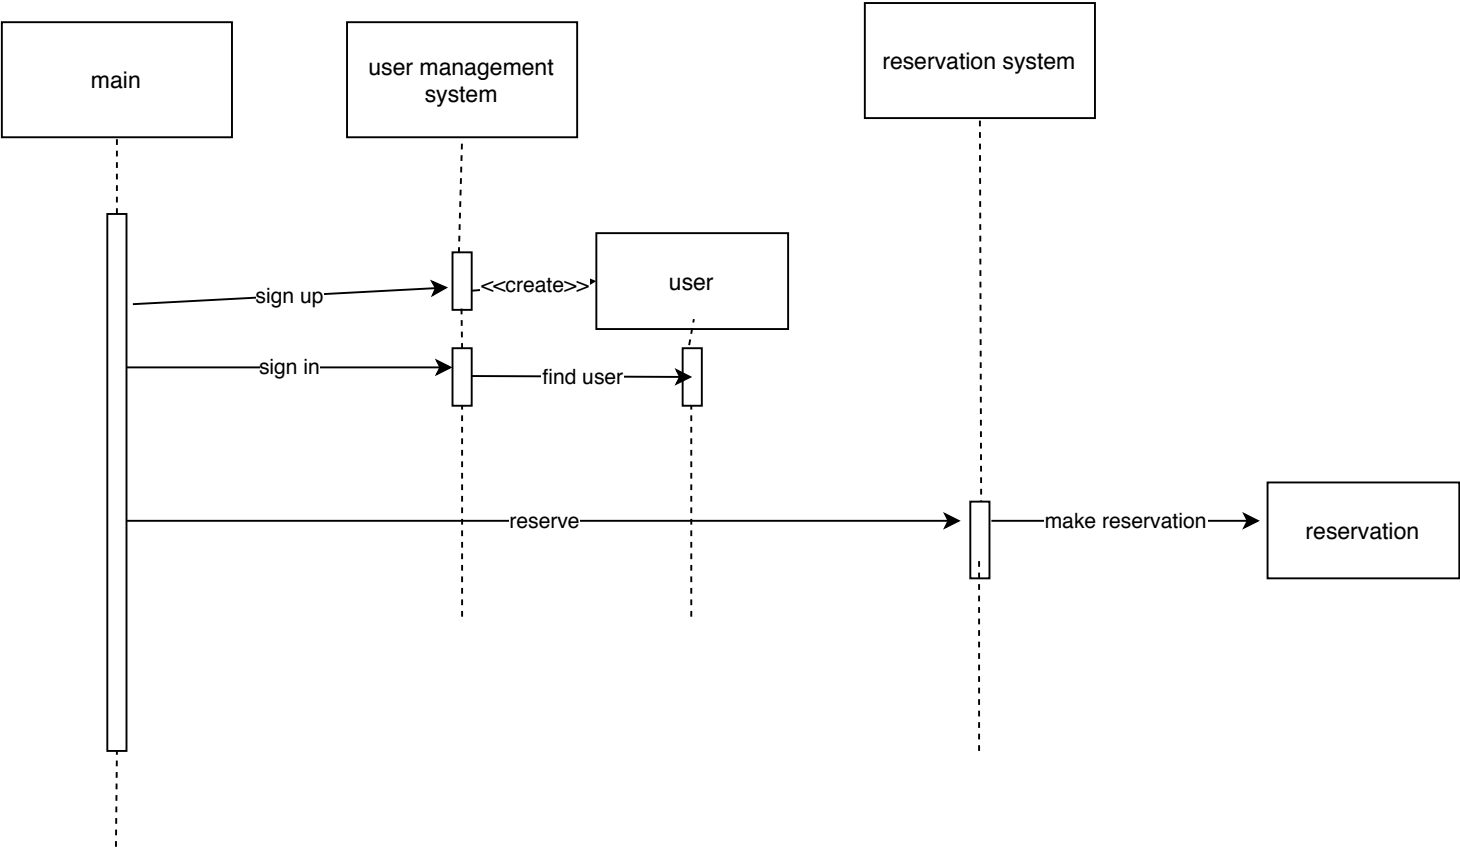 main
user management
system
reservation system
user
sign up
<<create>>
sign in
find user
reserve
make reservation
reservation